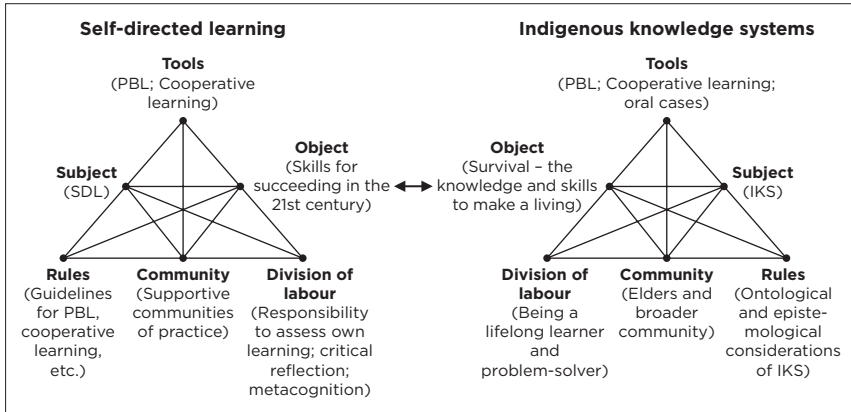 Self-directed learning
Tools
(PBL; Cooperative
learning)
Subject
(SDL)
Object
(Skills for
succeeding in the
21st century)
Rules
(Guidelines
for PBL,
cooperative
learning,
etc.)
Community
(Supportive
communities
of practice)
Division of
labour
(Responsibility
to assess own
learning; critical
reflection;
metacognition)
Indigenous knowledge systems
Tools
(PBL; Cooperative learning;
oral cases)
Object
(Survival – the
knowledge and skills
to make a living)
Subject
(IKS)
Division of
labour
(Being a
lifelong learner
and
problem-solver)
Community
(Elders and
broader
community)
Rules
(Ontological
and episte-
mological
considerations
of IKS)